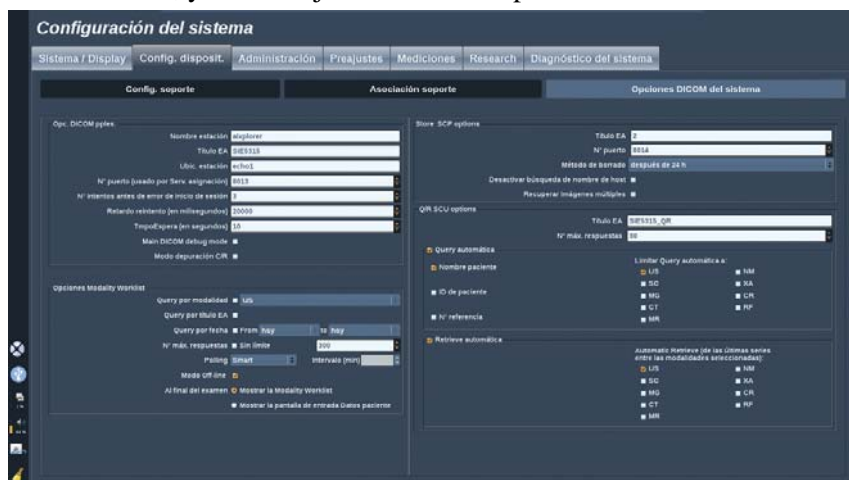 Configuración del sistema
Sistema / Display Config. disposit. Administración Preajustes Mediciones Research Diagnóstico del sistema
Config. soporte Asociación soporte Opciones DICOM del sistema
Opc. DICOM pples.
Nombre estación aixplorer
Título EA SIE5315
Ubic. estación echo1
N° puerto (usado por Serv. asignación) 8013
N° intentos antes de error de inicio de sesión 3
Retardo reintento (en milisegundos) 20000
TmpoEspera (en segundos) 10
Main DICOM debug mode
Modo depuración C/R
Opciones Modality Worklist
Query por modalidad US
Query por título EA
Query por fecha From hoy to hoy
N° máx. respuestas Sin límite 200
Polling Smart Intervalo (min)
Modo Off-line
Al final del examen Mostrar la Modality Worklist
Mostrar la pantalla de entrada Datos paciente
Store SCP options
Título EA 2
N° puerto 8014
Método de borrado después de 24 h
Desactivar búsqueda de nombre de host
Recuperar imágenes múltiples
Q/R SCU options
Título EA SIE5315_QR
N° máx. respuestas 50
Query automática
Limitar Query automática a:
Nombre paciente
US NM
SC XA
ID de paciente
MG CR
CT RF
N° referencia
MR
Retrieve automática
Automatic Retrieve (de las últimas series
entre las modalidades seleccionadas):
US NM
SC XA
MG CR
CT RF
MR